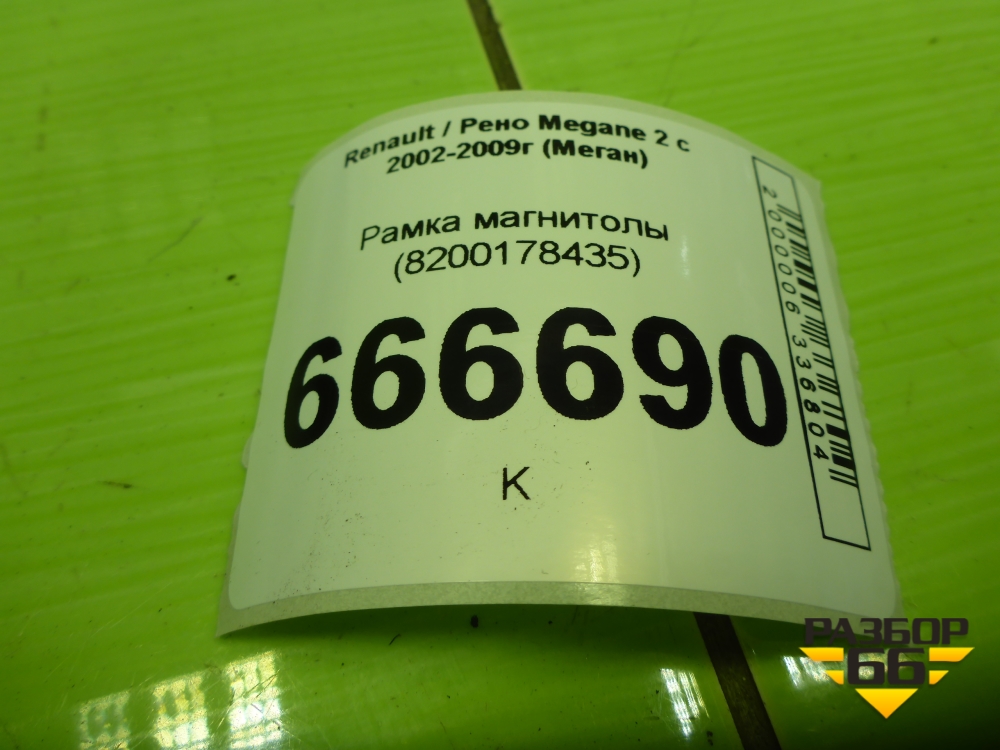 Renault / Рено Megane 2 с
2002-2009г (Меган)
Рамка магнитолы
(8200178435)
666690
К
2000006336804
РАЗБОР
66